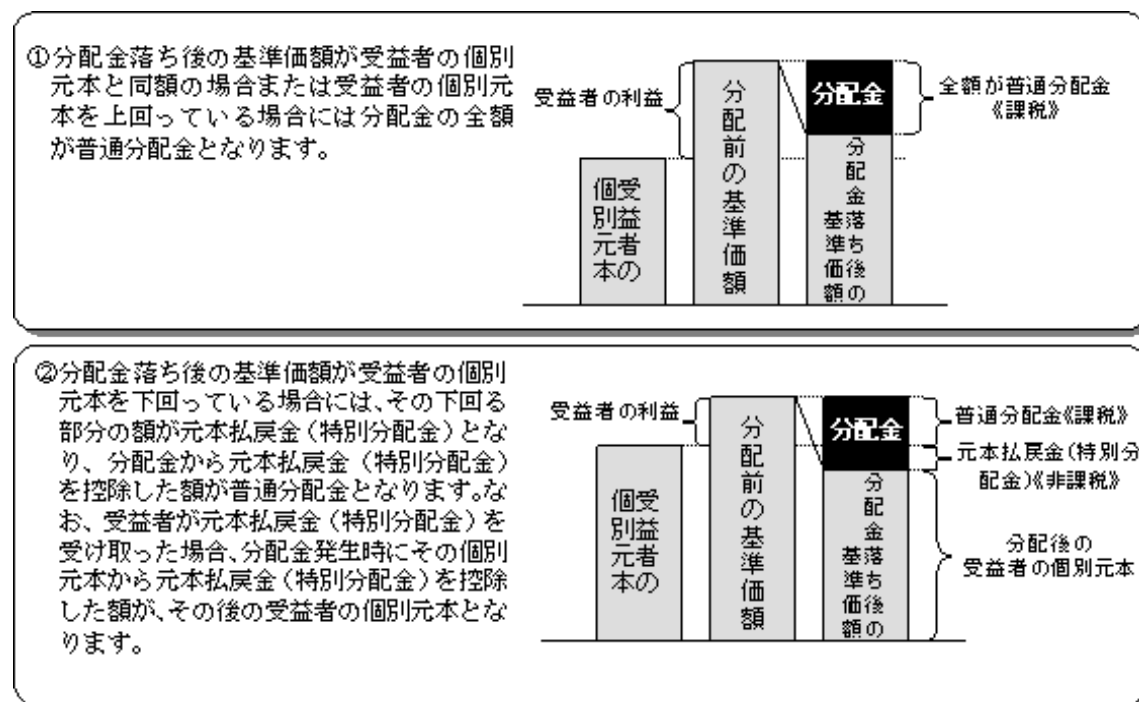 ①分配金落ち後の基準価額が受益者の個別
元本と同額の場合または受益者の個別元
本を上回っている場合には分配金の全額
が普通分配金となります。
受益者の利益
受益者の
個別元本
分配前の基準価額
分配金
分配金落ち後の
基準価額
全額が普通分配金
《課税》
②分配金落ち後の基準価額が受益者の個別
元本を下回っている場合には、その下回る
部分の額が元本払戻金（特別分配金）とな
り、分配金から元本払戻金（特別分配金）
を控除した額が普通分配金となります。な
お、受益者が元本払戻金（特別分配金）を
受け取った場合、分配金発生時にその個別
元本から元本払戻金（特別分配金）を控除
した額が、その後の受益者の個別元本とな
ります。
受益者の利益
受益者の
個別元本
分配前の基準価額
分配金
分配金落ち後の
基準価額
普通分配金《課税》
元本払戻金（特別分
配金）《非課税》
分配後の
受益者の個別元本